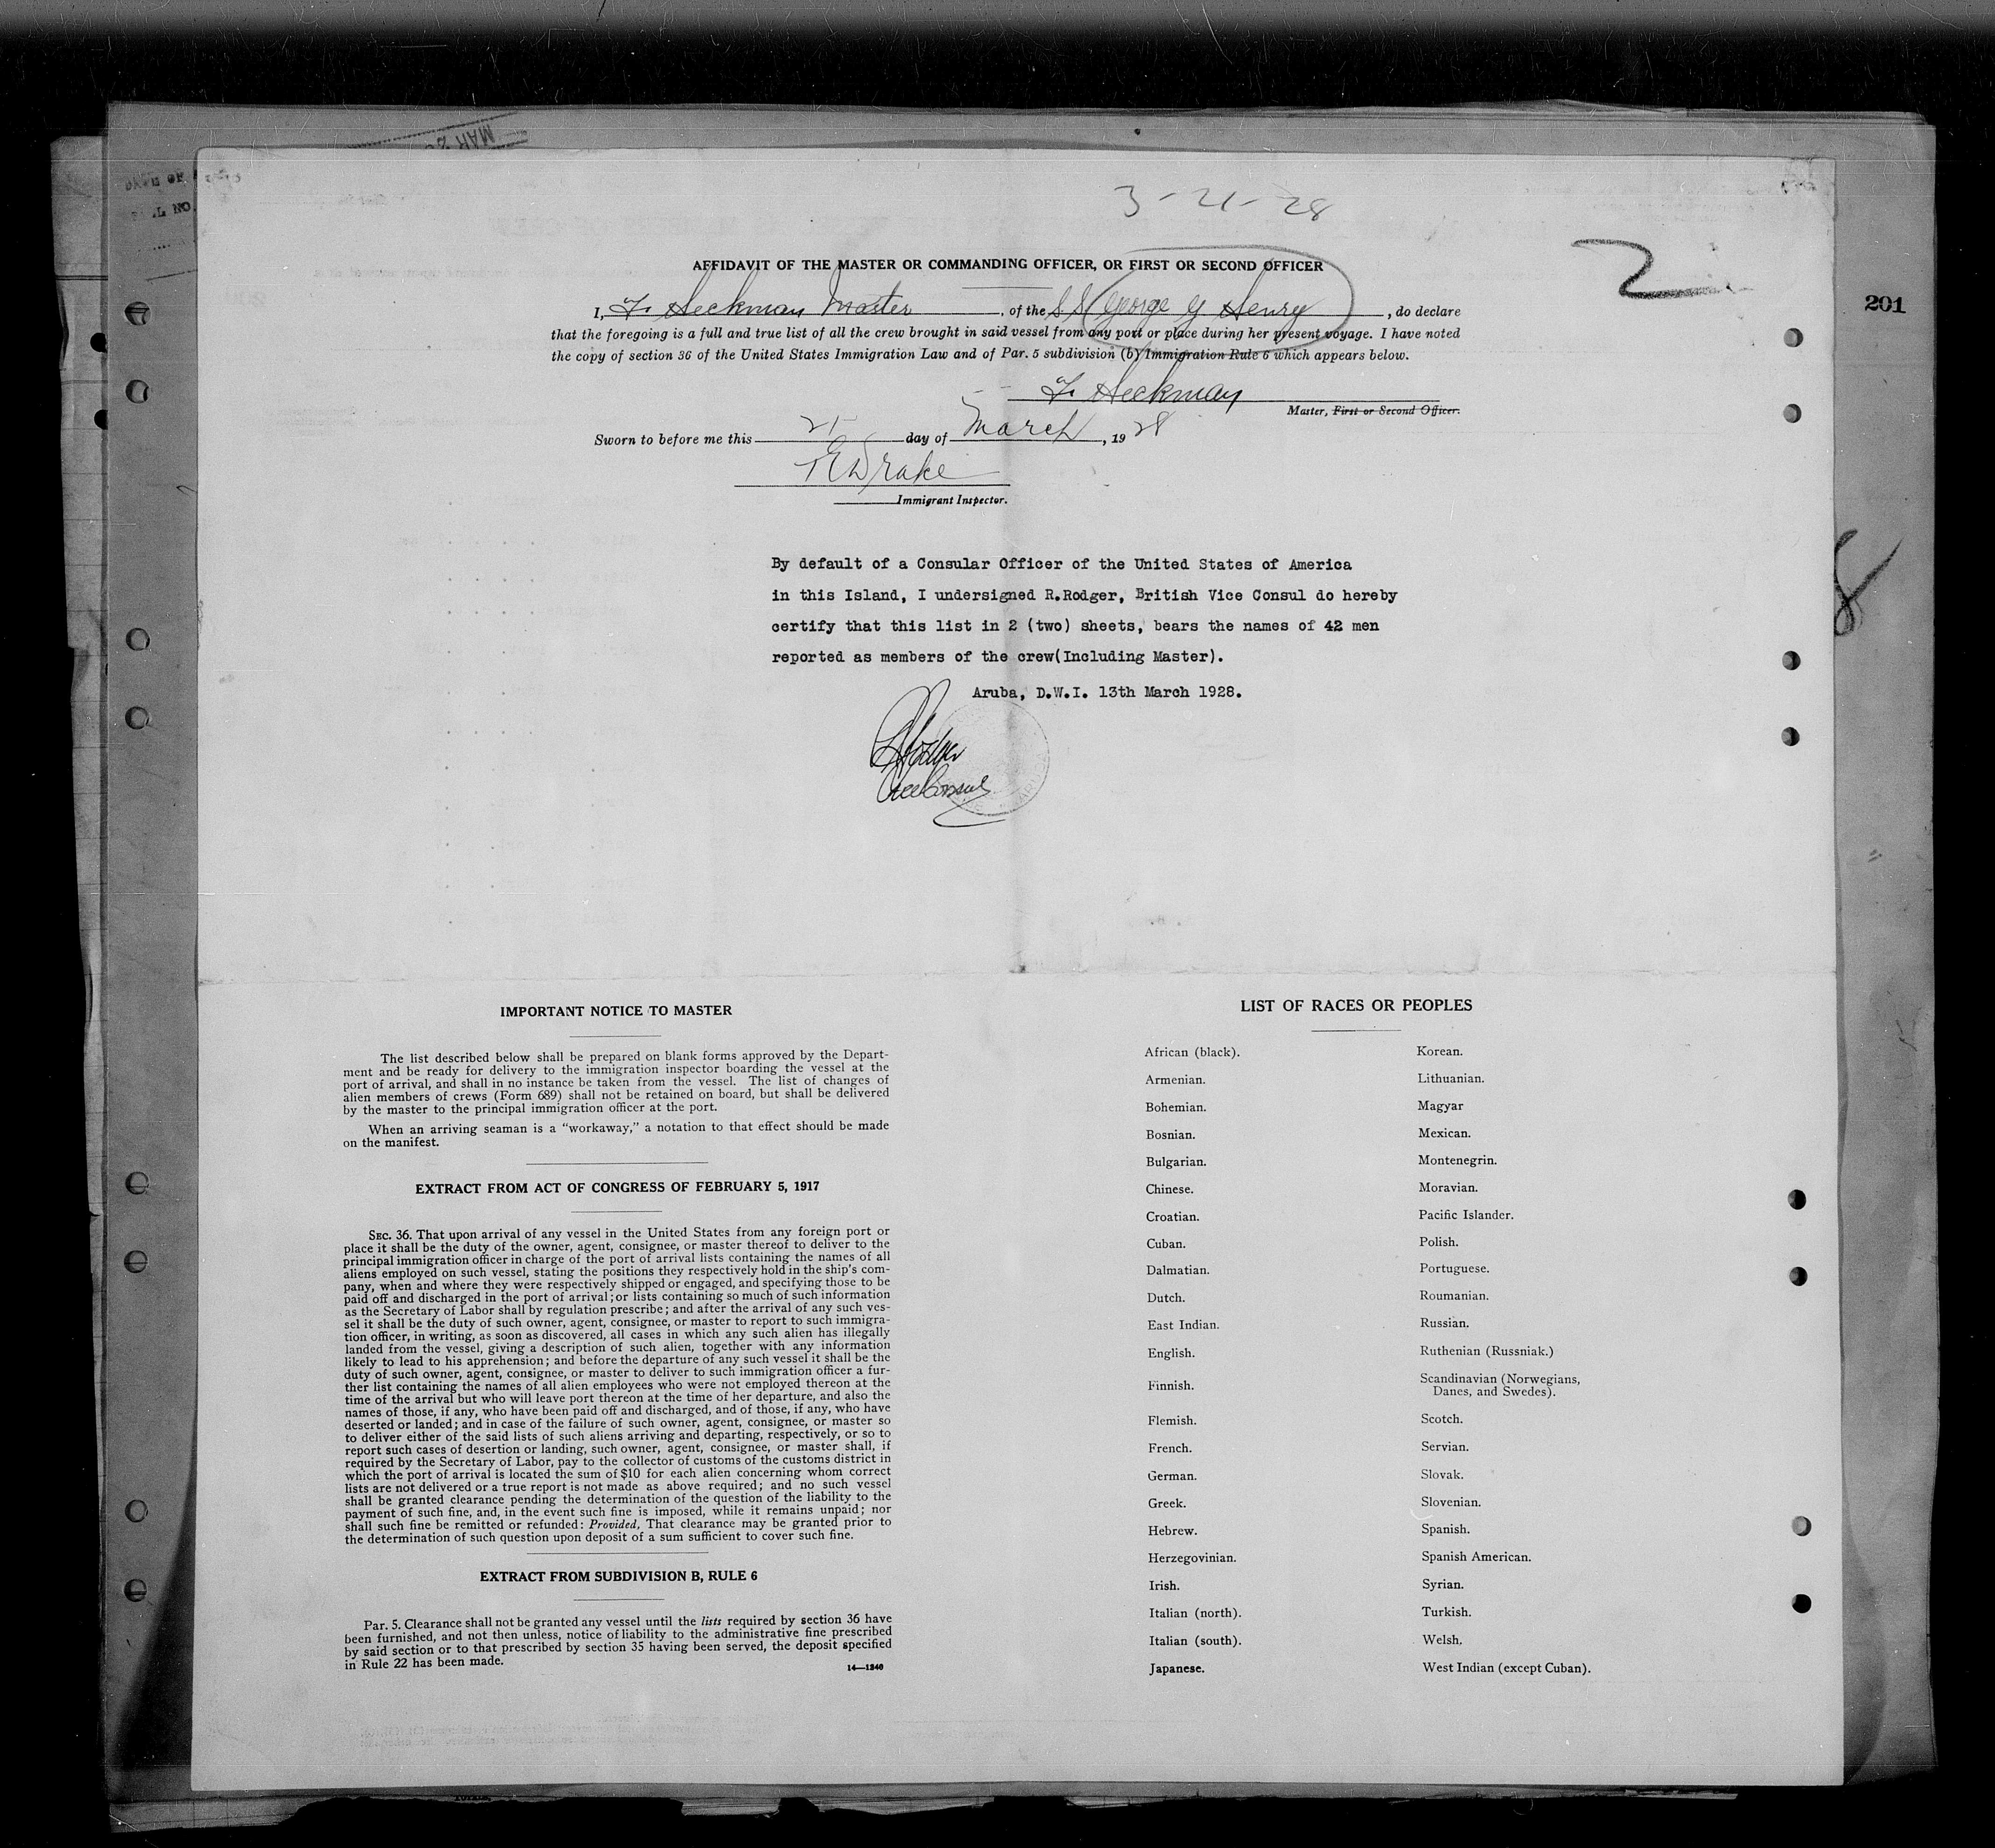 MAR 2
201
3-21-28
2
8
AFFIDAVIT OF THE MASTER OR COMMANDING OFFICER, OR FIRST OR SECOND OFFICER
I, F. Heckman Master, of the SS George G Henry, do declare
that the foregoing is a full and true list of all the crew brought in said vessel from any port or place during her present voyage. I have noted
the copy of section 36 of the United States Immigration Law and of Par. 5 subdivision (b) Immigration Rule 6 which appears below.
F. Heckman
Master, First or Second Officer.
Sworn to before me this 21 day of March, 1928
Drake
Immigrant Inspector.
By default of a Consular Officer of the United States of America
in this Island, I undersigned R.Rodger, British Vice Consul do hereby
certify that this list in 2 (two) sheets, bears the names of 42 men
reported as members of the crew(Including Master).
Aruba, D.W.I. 13th March 1928.
RRodger
Vice Consul
IMPORTANT NOTICE TO MASTER
The list described below shall be prepared on blank forms approved by the Depart-
ment and be ready for delivery to the immigration inspector boarding the vessel at the
port of arrival, and shall in no instance be taken from the vessel. The list of changes of
alien members of crews (Form 689) shall not be retained on board, but shall be delivered
by the master to the principal immigration officer at the port.
When an arriving seaman is a “workaway,” a notation to that effect should be made
on the manifest.
EXTRACT FROM ACT OF CONGRESS OF FEBRUARY 5, 1917
SEC. 36. That upon arrival of any vessel in the United States from any foreign port or
place it shall be the duty of the owner, agent, consignee, or master thereof to deliver to the
principal immigration officer in charge of the port of arrival lists containing the names of all
aliens employed on such vessel, stating the positions they respectively hold in the ship's com-
pany, when and where they were respectively shipped or engaged, and specifying those to be
paid off and discharged in the port of arrival; or lists containing so much of such information
as the Secretary of Labor shall by regulation prescribe; and after the arrival of any such ves-
sel it shall be the duty of such owner, agent, consignee, or master to report to such immigra-
tion officer, in writing, as soon as discovered, all cases in which any such alien has illegally
landed from the vessel, giving a description of such alien, together with any information
likely to lead to his apprehension; and before the departure of any such vessel it shall be the
duty of such owner, agent, consignee, or master to deliver to such immigration officer a fur-
ther list containing the names of all alien employees who were not employed thereon at the
time of the arrival but who will leave port thereon at the time of her departure, and also the
names of those, if any, who have been paid off and discharged, and of those, if any, who have
deserted or landed; and in case of the failure of such owner, agent, consignee, or master so
to deliver either of the said lists of such aliens arriving and departing, respectively, or so to
report such cases of desertion or landing, such owner, agent, consignee, or master shall, if
required by the Secretary of Labor, pay to the collector of customs of the customs district in
which the port of arrival is located the sum of $10 for each alien concerning whom correct
lists are not delivered or a true report is not made as above required; and no such vessel
shall be granted clearance pending the determination of the question of the liability to the
payment of such fine, and, in the event such fine is imposed, while it remains unpaid; nor
shall such fine be remitted or refunded: Provided, That clearance may be granted prior to
the determination of such question upon deposit of a sum sufficient to cover such fine.
EXTRACT FROM SUBDIVISION B, RULE 6
Par. 5. Clearance shall not be granted any vessel until the lists required by section 36 have
been furnished, and not then unless, notice of liability to the administrative fine prescribed
by said section or to that prescribed by section 35 having been served, the deposit specified
in Rule 22 has been made.
14—1240
LIST OF RACES OR PEOPLES
African (black).
Armenian.
Bohemian.
Bosnian.
Bulgarian.
Chinese.
Croatian.
Cuban.
Dalmatian.
Dutch.
East Indian.
English.
Finnish.
Flemish.
French.
German.
Greek.
Hebrew.
Herzegovinian.
Irish.
Italian (north).
Italian (south).
Japanese.
Korean.
Lithuanian.
Magyar
Mexican.
Montenegrin.
Moravian.
Pacific Islander.
Polish.
Portuguese.
Roumanian.
Russian.
Ruthenian (Russniak.)
Scandinavian (Norwegians,
Danes, and Swedes).
Scotch.
Servian.
Slovak.
Slovenian.
Spanish.
Spanish American.
Syrian.
Turkish.
Welsh.
West Indian (except Cuban).